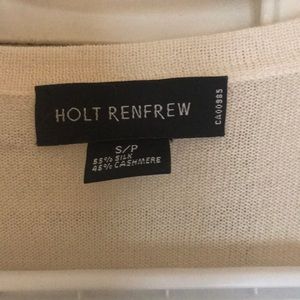 HOLT RENFREW
CA00985
S/P
55% SILK
45% CASHMERE